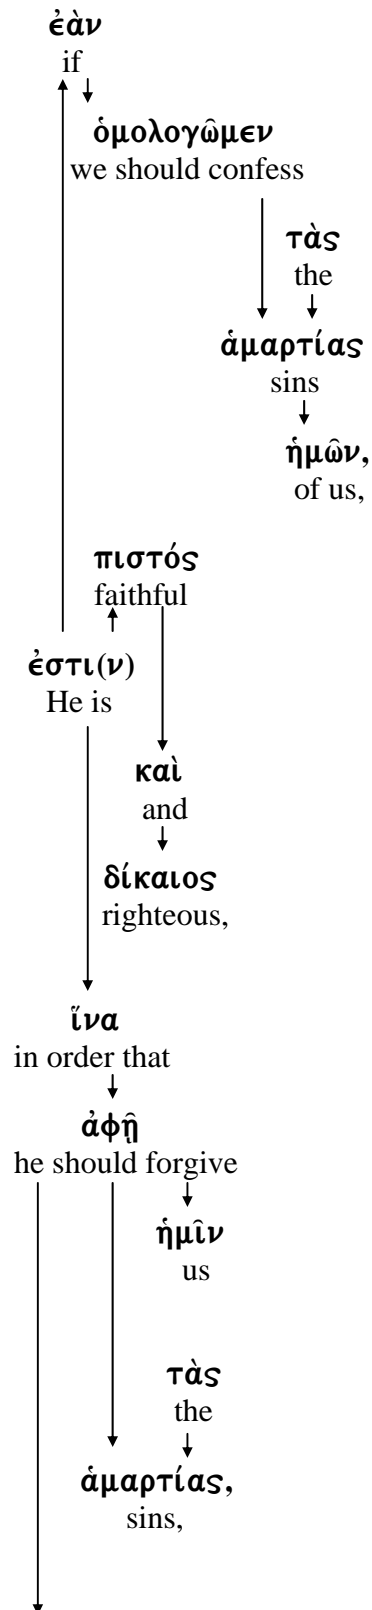 ἐὰν
if
ὁμολογῶμεν
we should confess
τὰς
the
ἁμαρτίας
sins
ἡμῶν,
of us,
πιστός
faithful
ἐστι(ν)
He is
καὶ
and
δίκαιος
righteous,
ἵνα
in order that
ἀφῇ
he should forgive
ἡμῖν
us
τὰς
the
ἁμαρτίας,
sins,